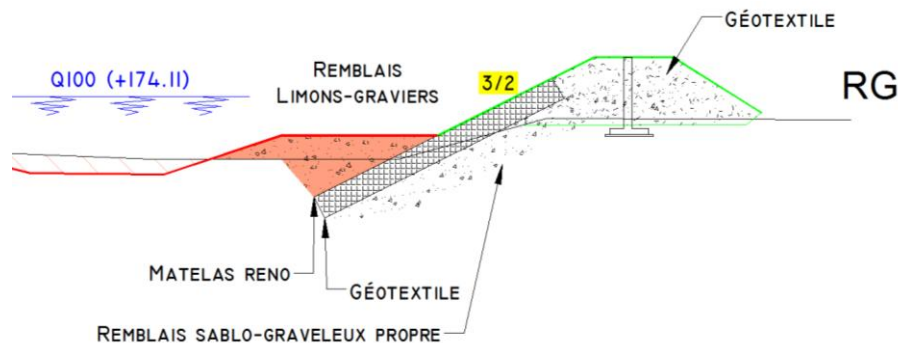 GÉOTEXTILE
Q100 (+174.11)
REMBLAIS
LIMONS-GRAVIERS
3/2
RG
MATELAS RENO
GÉOTEXTILE
REMBLAIS SABLO-GRAVELEUX PROPRE